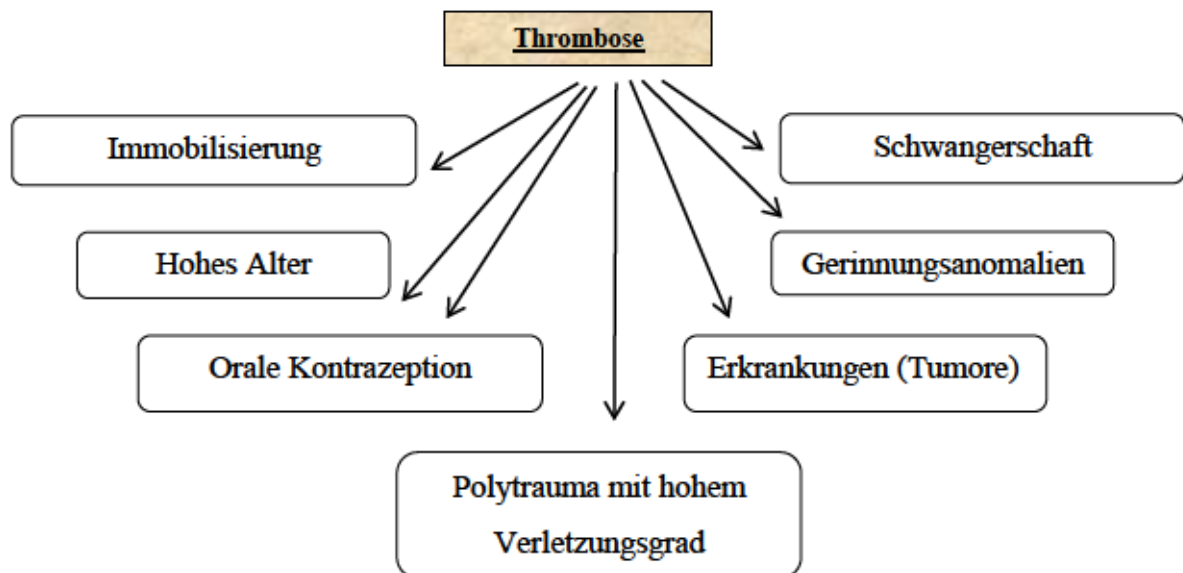 Thrombose
Immobilisierung
Schwangerschaft
Hohes Alter
Gerinnungsanomalien
Orale Kontrazeption
Erkrankungen (Tumore)
Polytrauma mit hohem
Verletzungsgrad